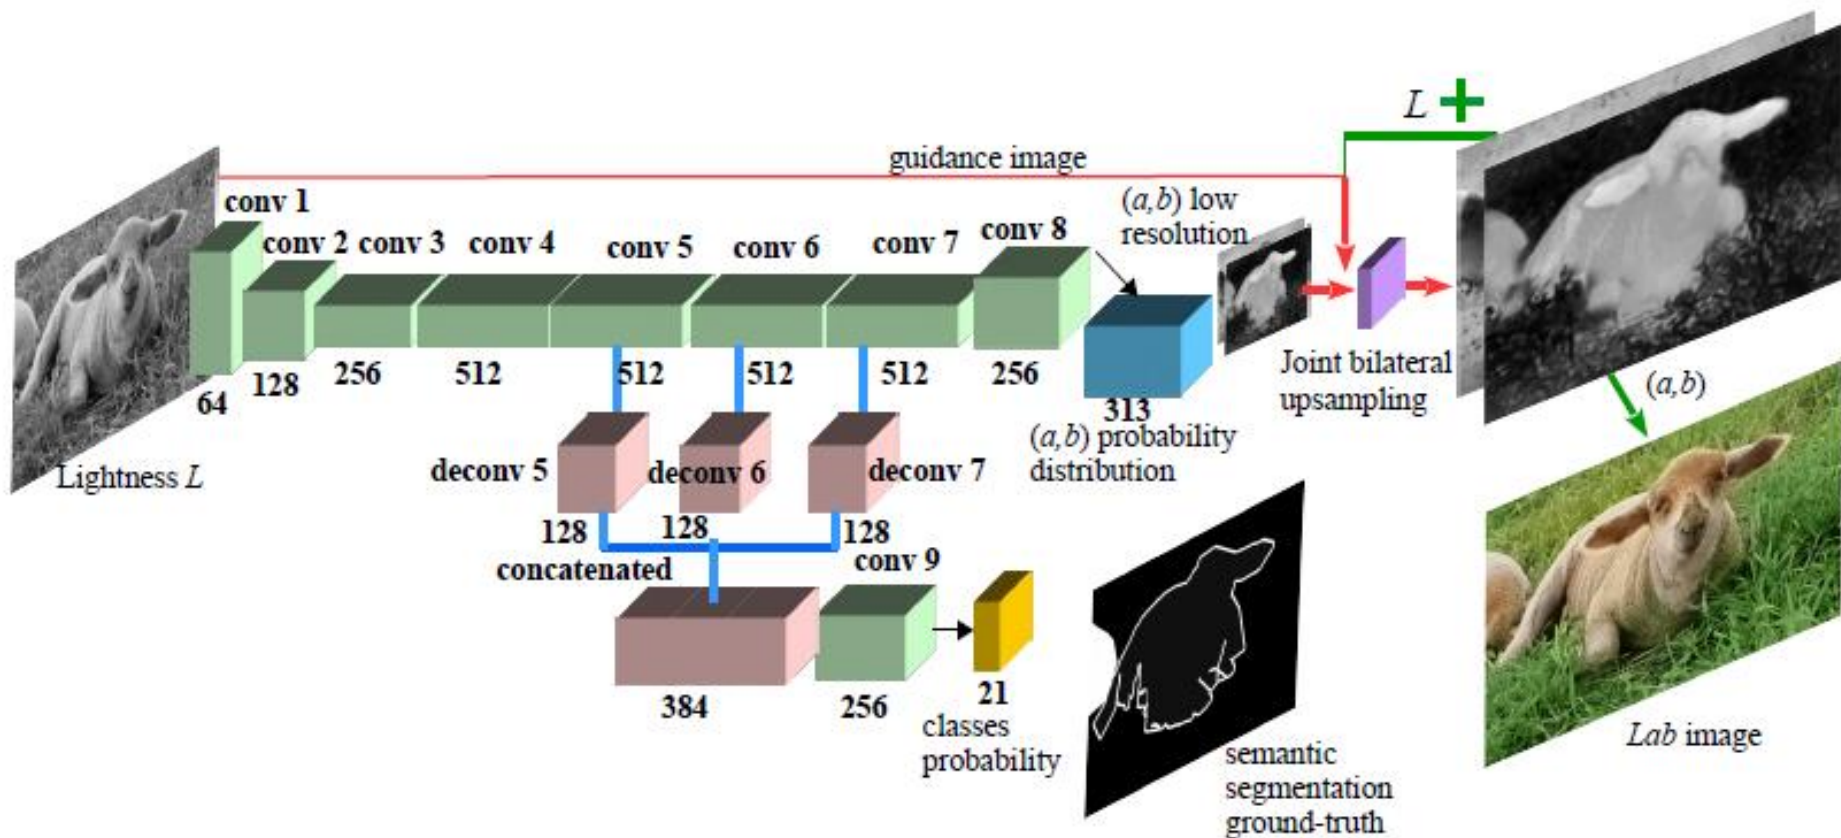 L
guidance image
conv 1
conv 2
conv 3
conv 4
conv 5
conv 6
conv 7
conv 8
(a,b) low
resolution
64
128
256
512
512
512
512
256
313
(a,b) probability
distribution
Joint bilateral
upsampling
(a,b)
Lightness L
deconv 5
deconv 6
deconv 7
128
128
128
concatenated
conv 9
384
256
21
classes
probability
semantic
segmentation
ground-truth
Lab image